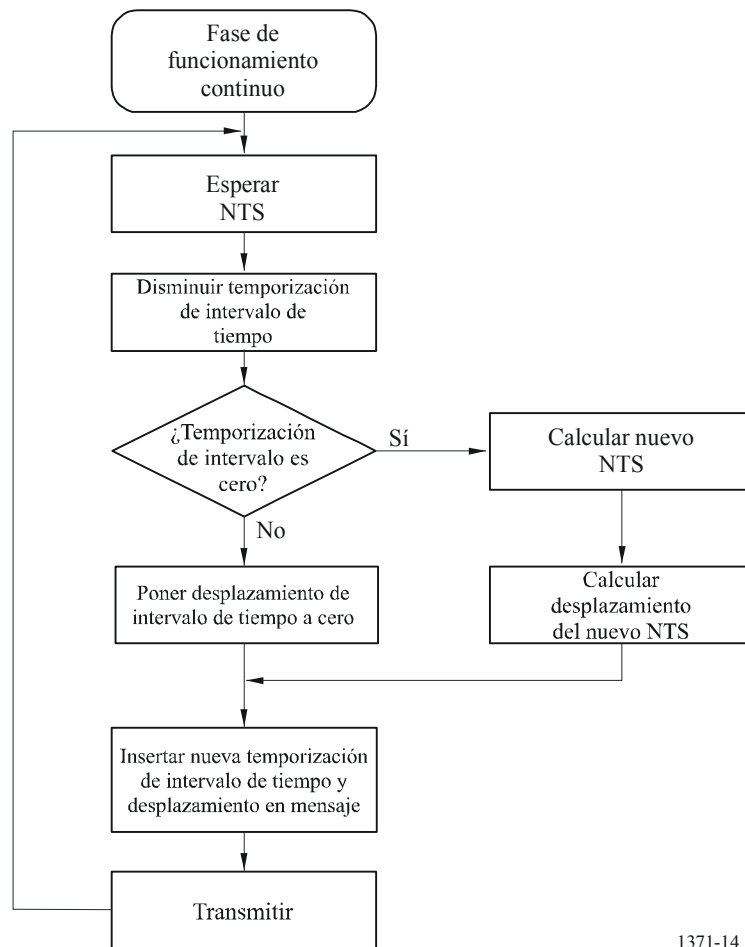 Fase de
funcionamiento
continuo
Esperar
NTS
Disminuir temporización
de intervalo de
tiempo
¿Temporización
de intervalo es
cero?
Sí
Calcular nuevo
NTS
No
Poner desplazamiento de
intervalo de tiempo a cero
Calcular
desplazamiento
del nuevo NTS
Insertar nueva temporización
de intervalo de tiempo y
desplazamiento en mensaje
Transmitir
1371-14